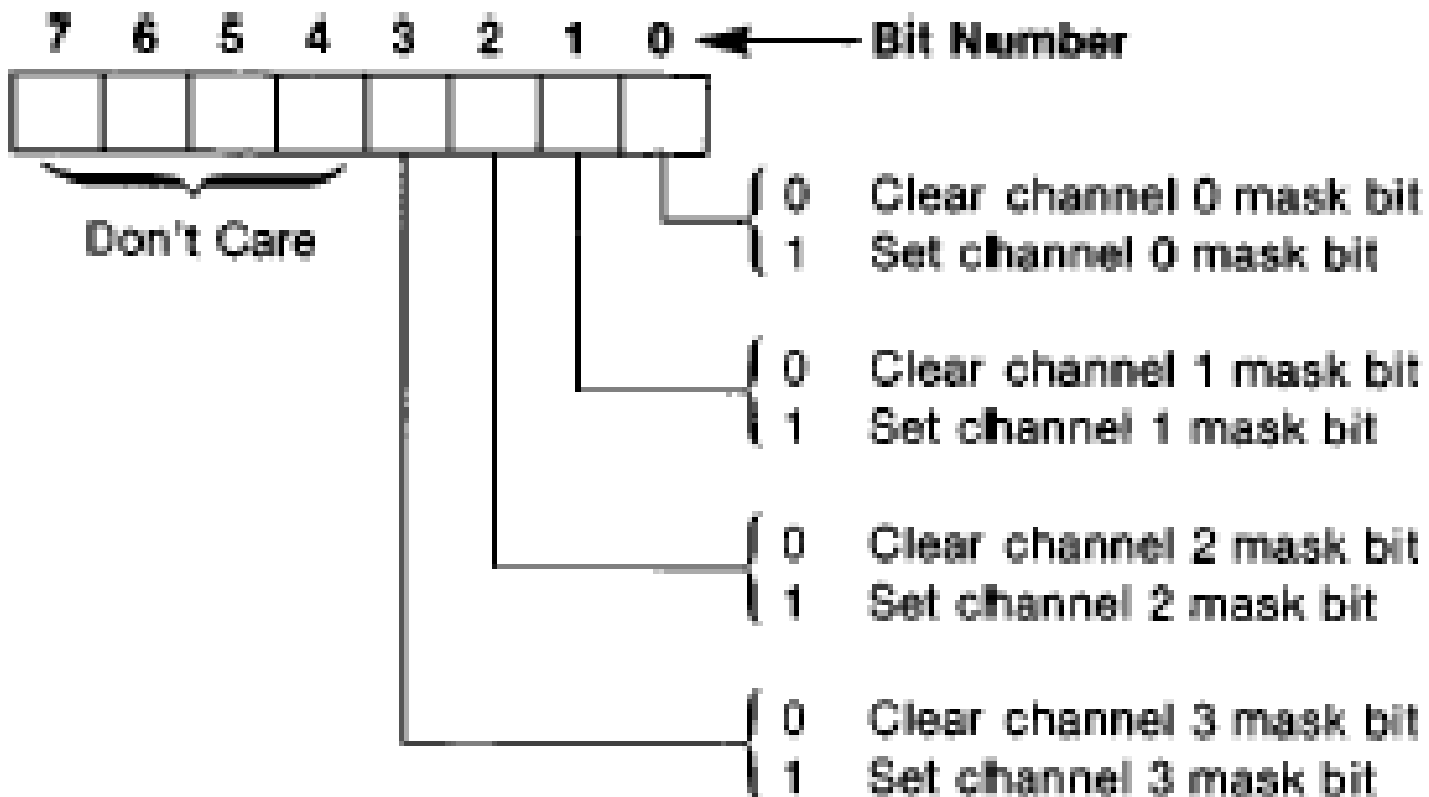 7 6 5 4 3 2 1 0 Bit Number
Don't Care
0 Clear channel 0 mask bit
1 Set channel 0 mask bit
0 Clear channel 1 mask bit
1 Set channel 1 mask bit
0 Clear channel 2 mask bit
1 Set channel 2 mask bit
0 Clear channel 3 mask bit
1 Set channel 3 mask bit